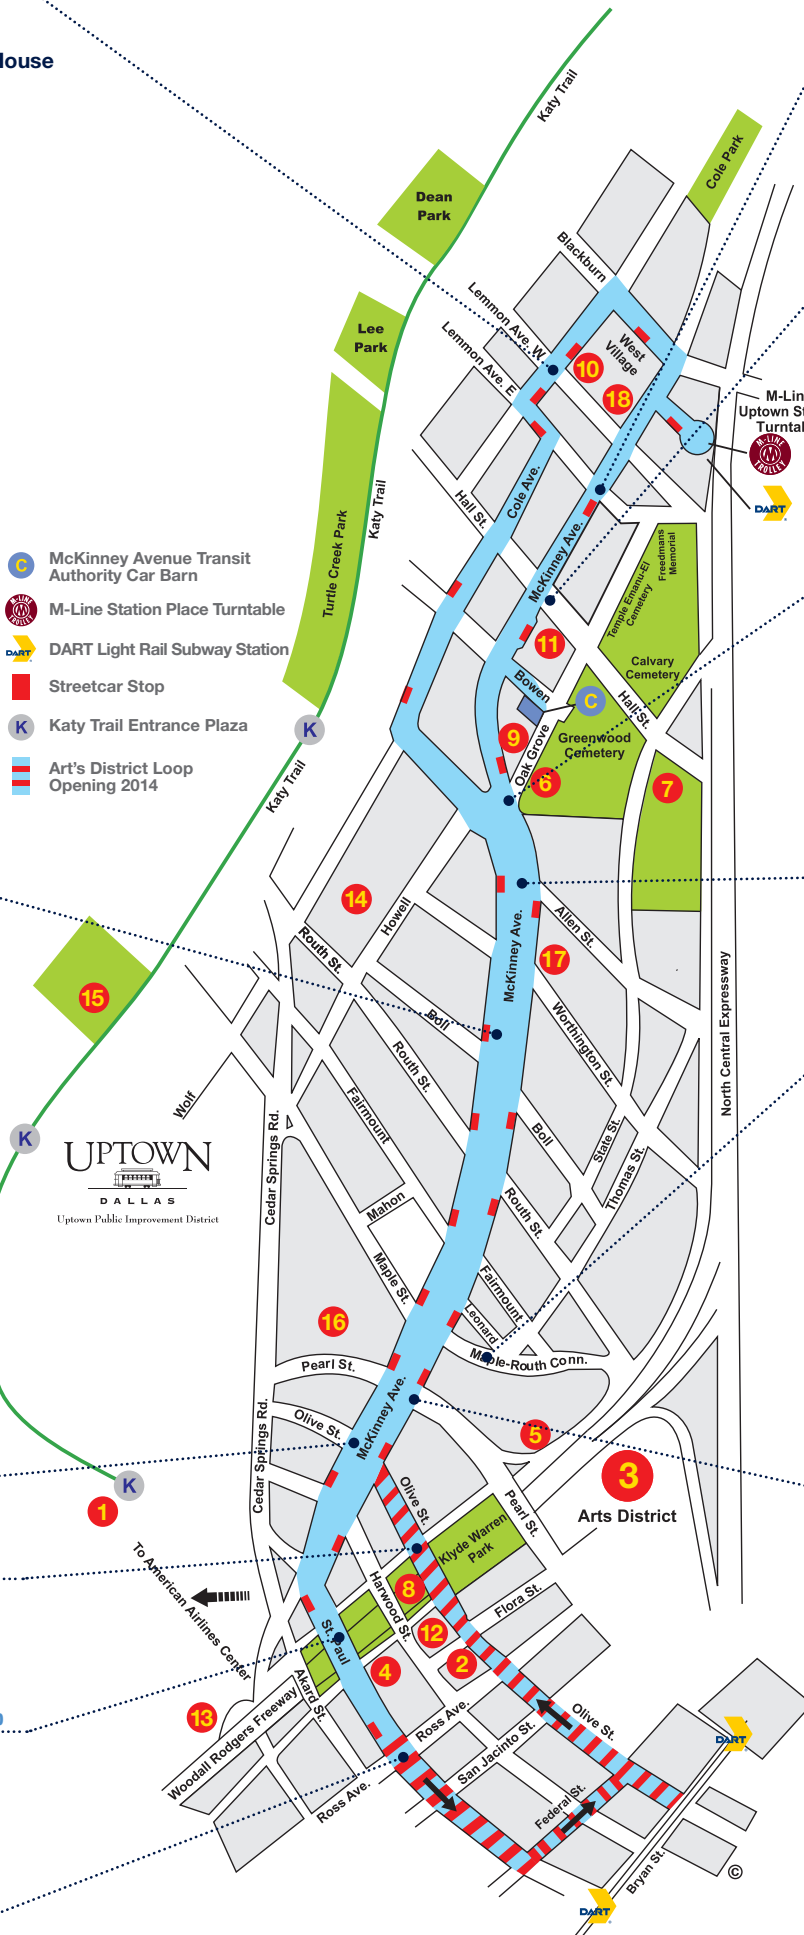 louse
Katy Trail
Cole Park
Dean
Park
Blackburn
Lemmon Ave. W
Lemmon Ave. E
Lee
Park
West
Village
10
18
M-Lin
Uptown St
Turntal
M-LINE
TROLLEY
DART
Cole Ave.
Hall St.
Katy Trail
Turtle Creek Park
McKinney Ave.
Freedmans
Memorial
Temple Emanu-El
Cemetery
C
McKinney Avenue Transit
Authority Car Barn
M-LINE
TROLLEY
M-Line Station Place Turntable
DART
DART Light Rail Subway Station
Streetcar Stop
K
Katy Trail Entrance Plaza
Art's District Loop
Opening 2014
11
Calvary
Cemetery
Bowen
C
Hall St.
K
9
Oak Grove
Greenwood
Cemetery
6
7
Katy Trail
14
Howell
Routh St.
McKinney Ave.
Allen St.
17
15
North Central Expressway
Boll
Worthington St.
Routh St.
Wolf
Fairmount
Boll
State St.
Thomas St.
K
UPTOWN
DALLAS
Uptown Public Improvement District
Cedar Springs Rd.
Mahon
Routh St.
Maple St.
Fairmount
Leonard
16
Pearl St.
Maple-Routh Conn.
McKinney Ave.
Olive St.
Cedar Springs Rd.
5
3
Arts District
K
1
Olive St.
Pearl St.
Klyde Warren
Park
To American Airlines Center
Harwood St.
8
Flora St.
12
St. Paul
4
2
Akard St.
13
Woodall Rodgers Freeway
Ross Ave.
Olive St.
San Jacinto St.
DART
Ross Ave.
Federal St.
Bryan St.
©
DART